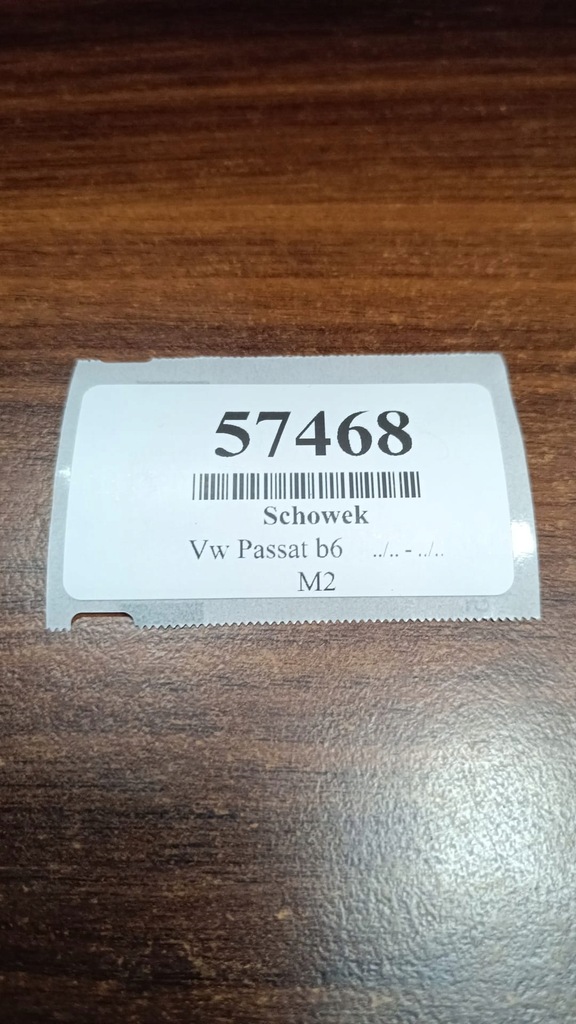 57468
Schowek
Vw Passat b6 ../.. - ../..
M2